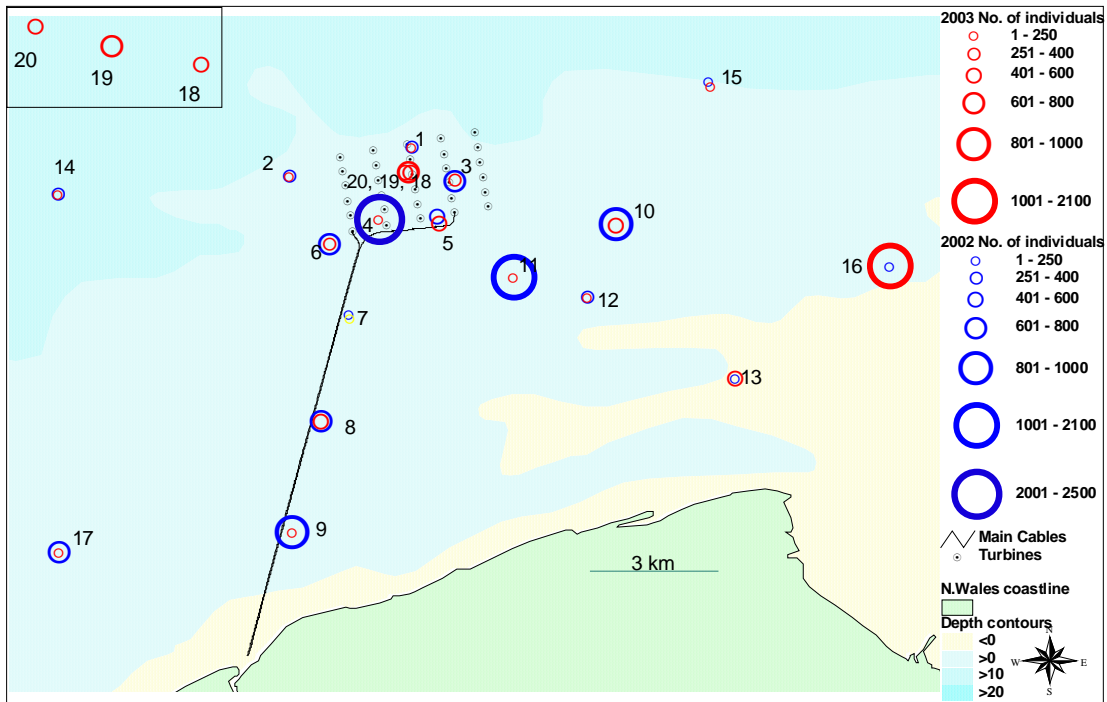 20
19
18
14
2
1
3
15
20, 19, 18
4
5
6
10
11
12
16
7
13
8
9
17
3 km
2003 No. of individuals
1 - 250
251 - 400
401 - 600
601 - 800
801 - 1000
1001 - 2100
2002 No. of individuals
1 - 250
251 - 400
401 - 600
601 - 800
801 - 1000
1001 - 2100
2001 - 2500
Main Cables
Turbines
N.Wales coastline
Depth contours
<0
>0
>10
>20
N
W
E
S